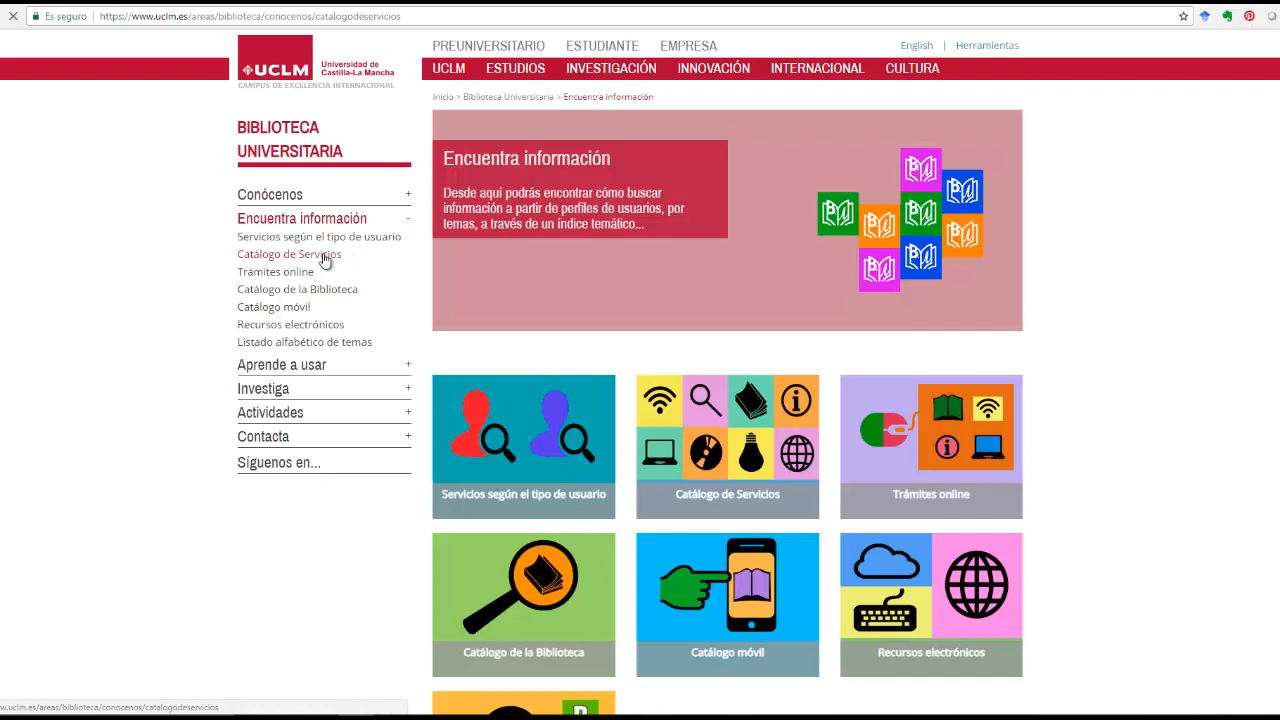 Es seguro | https://www.uclm.es/areas/biblioteca/conocenos/catalogodeservicios
UCLM
Universidad de
Castilla-La Mancha
CAMPUS DE EXCELENCIA INTERNACIONAL
PREUNIVERSITARIO ESTUDIANTE EMPRESA
English | Herramientas
UCLM ESTUDIOS INVESTIGACIÓN INNOVACIÓN INTERNACIONAL CULTURA
Inicio > Biblioteca Universitaria > Encuentra información
BIBLIOTECA
UNIVERSITARIA
Conócenos +
Encuentra información -
Servicios según el tipo de usuario
Catálogo de Servicios
Trámites online
Catálogo de la Biblioteca
Catálogo móvil
Recursos electrónicos
Listado alfabético de temas
Aprende a usar +
Investiga +
Actividades +
Contacta +
Síguenos en...
Encuentra información
Desde aquí podrás encontrar cómo buscar
información a partir de perfiles de usuarios, por
temas, a través de un índice temático...
Servicios según el tipo de usuario
Catálogo de Servicios
Trámites online
Catálogo de la Biblioteca
Catálogo móvil
Recursos electrónicos
w.uclm.es/areas/biblioteca/conocenos/catalogodeservicios